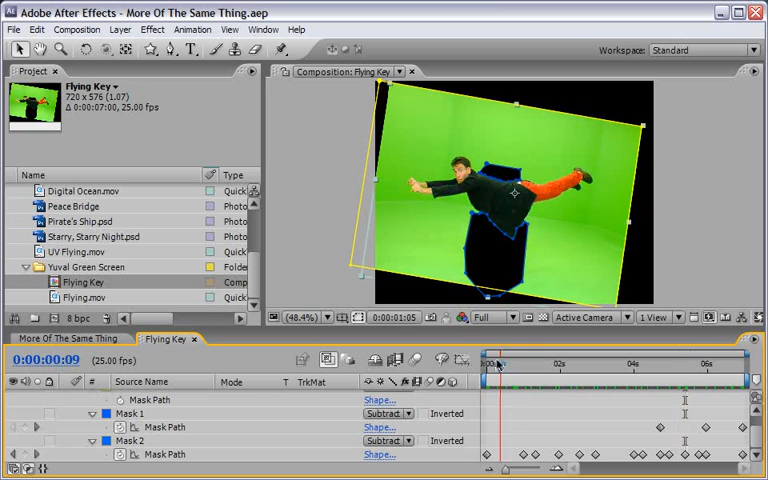 Adobe After Effects - More Of The Same Thing.aep
File Edit Composition Layer Effect Animation View Window Help
Workspace: Standard
Project
Composition: Flying Key
Flying Key
720 x 576 (1.07)
Δ 0:00:07:00, 25.00 fps
Name Type
Digital Ocean.mov Quick
Peace Bridge Photo
Pirate's Ship.psd Photo
Starry, Starry Night.psd Photo
UV Flying.mov Quick
Yuval Green Screen Folde
Flying Key Comp
Flying.mov Quick
8 bpc
(48.4%) 0:00:01:05 Full Active Camera 1 View
More Of The Same Thing Flying Key
0:00:00:09 (25.00 fps)
02s 04s 06s
# Source Name Mode T TrkMat
Mask Path Shape...
Mask 1 Subtract Inverted
Mask Path Shape...
Mask 2 Subtract Inverted
Mask Path Shape...